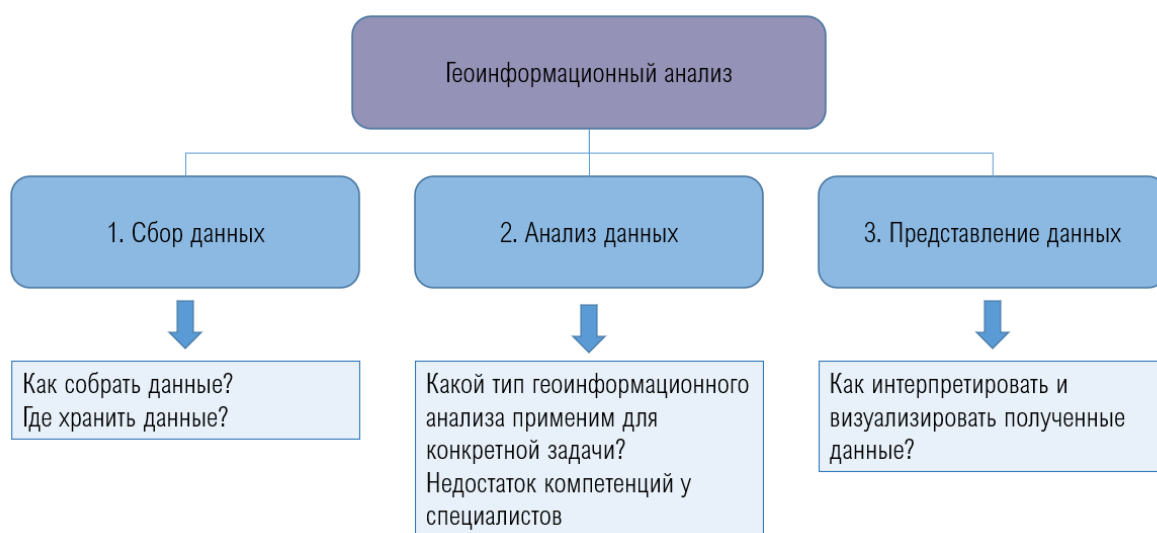 Геоинформационный анализ
1. Сбор данных
2. Анализ данных
3. Представление данных
Как собрать данные?
Где хранить данные?
Какой тип геоинформационного
анализа применим для
конкретной задачи?
Недостаток компетенций у
специалистов
Как интерпретировать и
визуализировать полученные
данные?